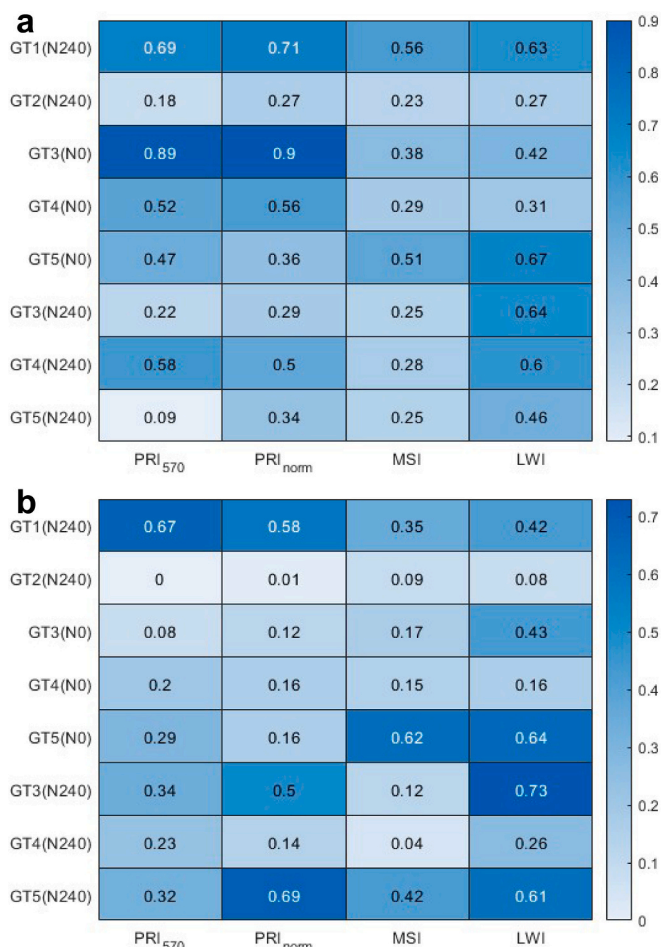 a
GT1(N240) 0.69 0.71 0.56 0.63 0.9
GT2(N240) 0.18 0.27 0.23 0.27 0.8
GT3(N0) 0.89 0.9 0.38 0.42 0.7
GT4(N0) 0.52 0.56 0.29 0.31 0.6
GT5(N0) 0.47 0.36 0.51 0.67 0.5
GT3(N240) 0.22 0.29 0.25 0.64 0.4
GT4(N240) 0.58 0.5 0.28 0.6 0.3
GT5(N240) 0.09 0.34 0.25 0.46 0.2
0.1
PRI570 PRInorm MSI LWI
b
GT1(N240) 0.67 0.58 0.35 0.42 0.7
GT2(N240) 0 0.01 0.09 0.08 0.6
GT3(N0) 0.08 0.12 0.17 0.43 0.5
GT4(N0) 0.2 0.16 0.15 0.16 0.4
GT5(N0) 0.29 0.16 0.62 0.64 0.3
GT3(N240) 0.34 0.5 0.12 0.73 0.2
GT4(N240) 0.23 0.14 0.04 0.26 0.1
GT5(N240) 0.32 0.69 0.42 0.61 0
PRI570 PRInorm MSI LWI